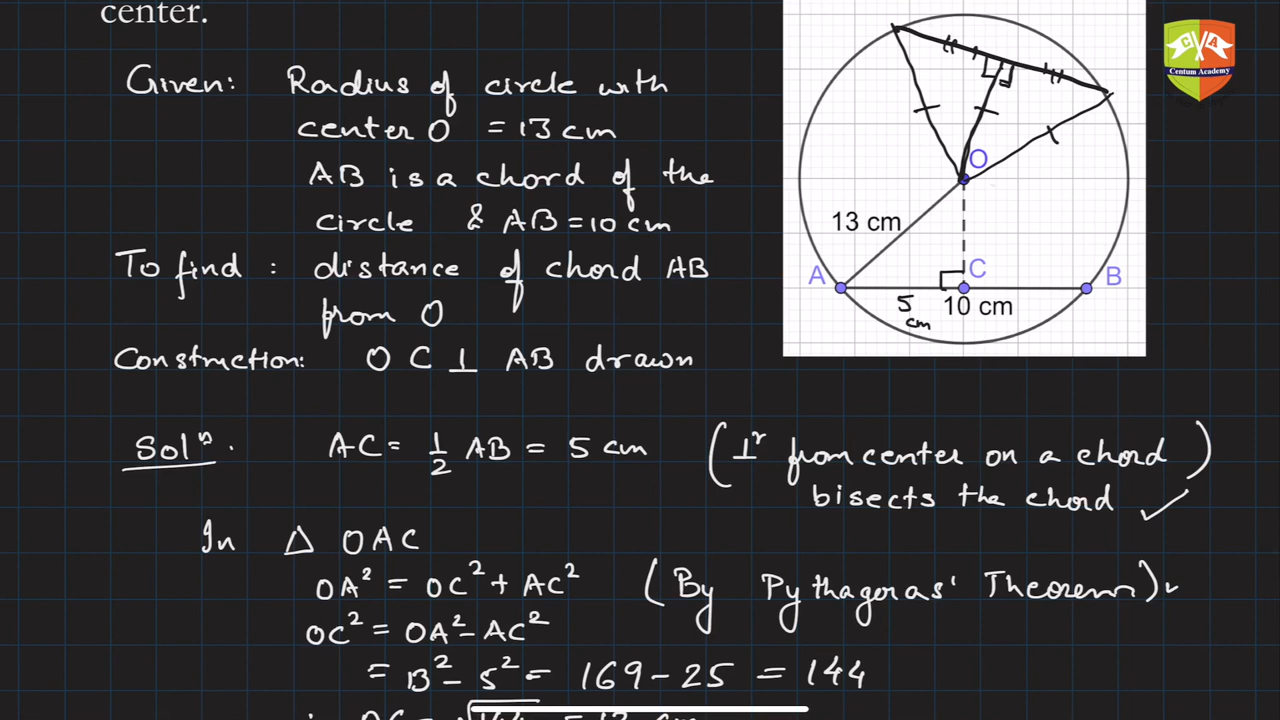 center.
Given: Radius of circle with
center O = 13 cm
AB is a chord of the
circle & AB = 10 cm
To find : distance of chord AB
from O
Construction: OC ⊥ AB drawn
Solⁿ. AC = 1/2 AB = 5 cm (⊥ʳ from center on a chord
bisects the chord)
In △ OAC
OA² = OC² + AC² (By Pythagoras' Theorem)
OC² = OA² - AC²
= 13² - 5² = 169 - 25 = 144
O
13 cm
A
C
B
5
cm
10 cm
C A
Centum Academy